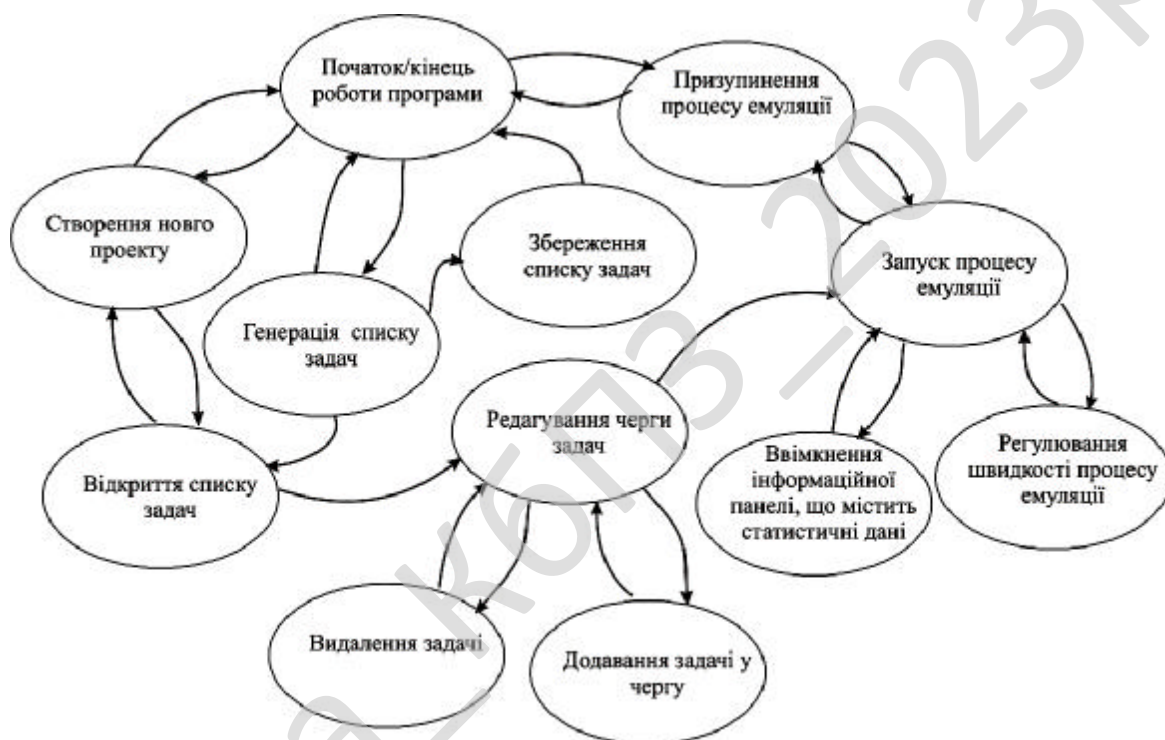 Початок/кінець
роботи програми
Призупинення
процесу емуляції
Створення новго
проекту
Збереження
списку задач
Запуск процесу
емуляції
Генерація списку
задач
Редагування черги
задач
Відкриття списку
задач
Ввімкнення
інформаційної
панелі, що містить
статистичні дані
Регулювання
швидкості процесу
емуляції
Видалення задачі
Додавання задачі у
чергу
а_КбПЗ_2023р